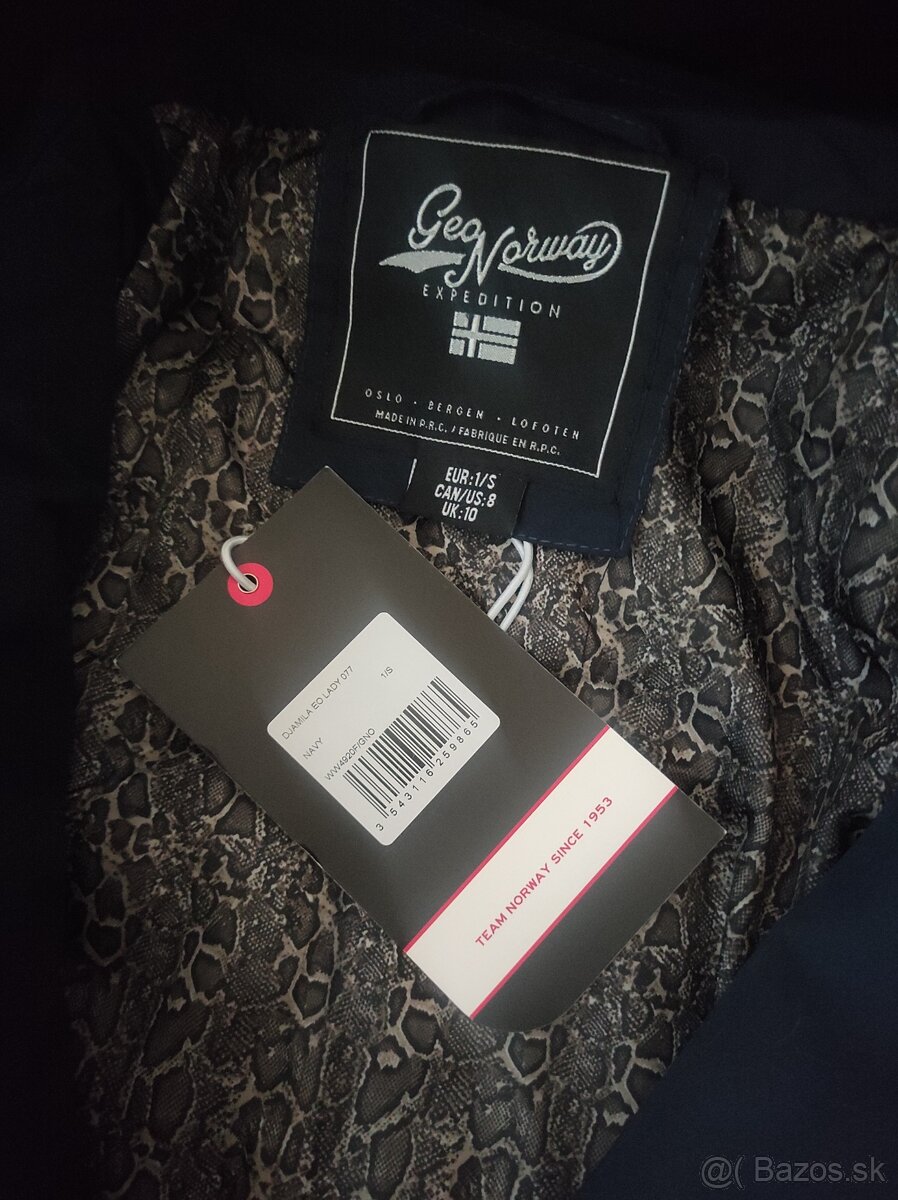 Geo Norway
EXPEDITION
OSLO · BERGEN · LOFOTEN
MADE IN P.R.C. / FABRIQUE EN R.P.C.
EUR:1/S
CAN/US:8
UK:10
DJAMILA EO LADY 077
1/S
NAVY
WW4920F/GNO
3 543116 259865
TEAM NORWAY SINCE 1953
@( Bazos.sk